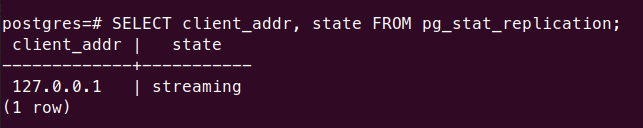 postgres=# SELECT client_addr, state FROM pg_stat_replication;
 client_addr |   state
-------------+-----------
 127.0.0.1   | streaming
(1 row)